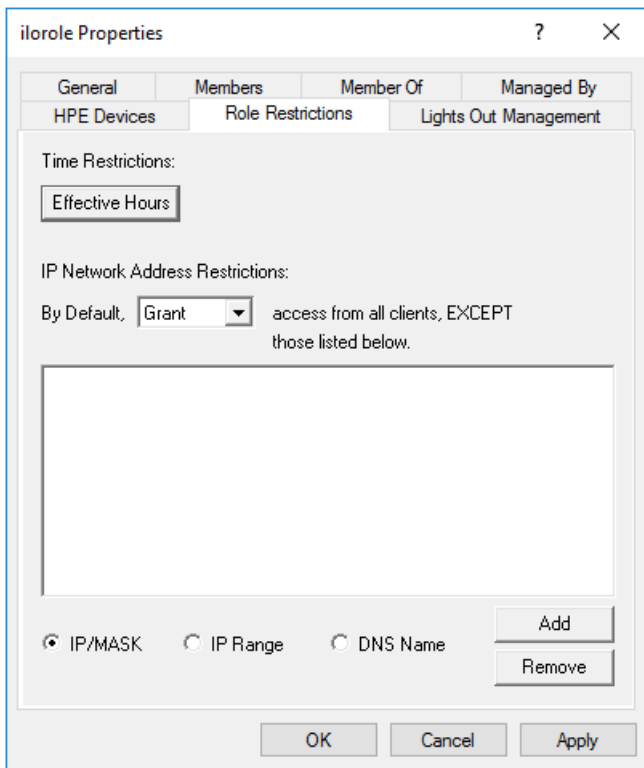 ilorole Properties
?
General Members Member Of Managed By
HPE Devices Role Restrictions Lights Out Management
Time Restrictions:
Effective Hours
IP Network Address Restrictions:
By Default, Grant access from all clients, EXCEPT
those listed below.
IP/MASK IP Range DNS Name
Add
Remove
OK Cancel Apply